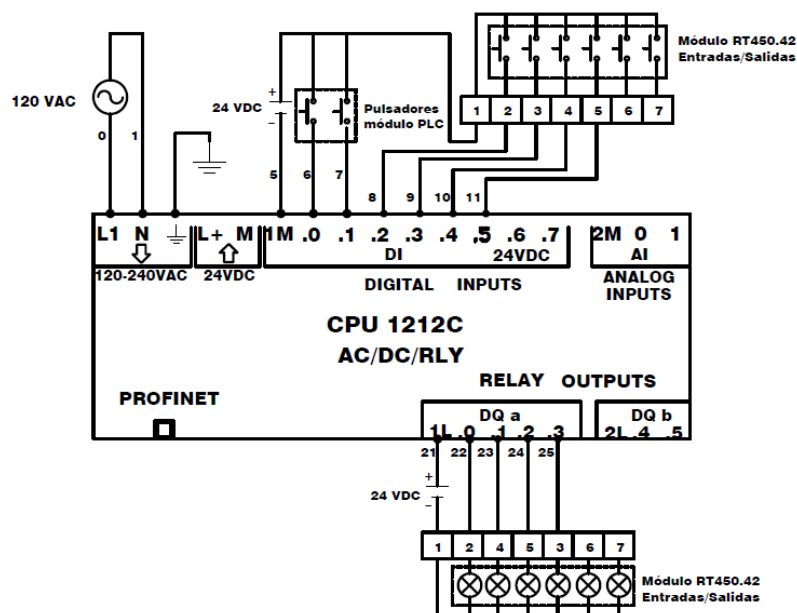 Módulo RT450.42
Entradas/Salidas
120 VAC
0 1
+
24 VDC
−
Pulsadores
módulo PLC
1 2 3 4 5 6 7
5 6 7 8 9 10 11
L1 N L+ M 1M .0 .1 .2 .3 .4 .5 .6 .7 2M 0 1
DI 24VDC AI
120-240VAC 24VDC
DIGITAL INPUTS
ANALOG
INPUTS
CPU 1212C
AC/DC/RLY
RELAY OUTPUTS
PROFINET
DQ a DQ b
1L .0 .1 .2 .3 2L .4 .5
21 22 23 24 25
+
24 VDC
−
1 2 4 5 3 6 7
Módulo RT450.42
Entradas/Salidas